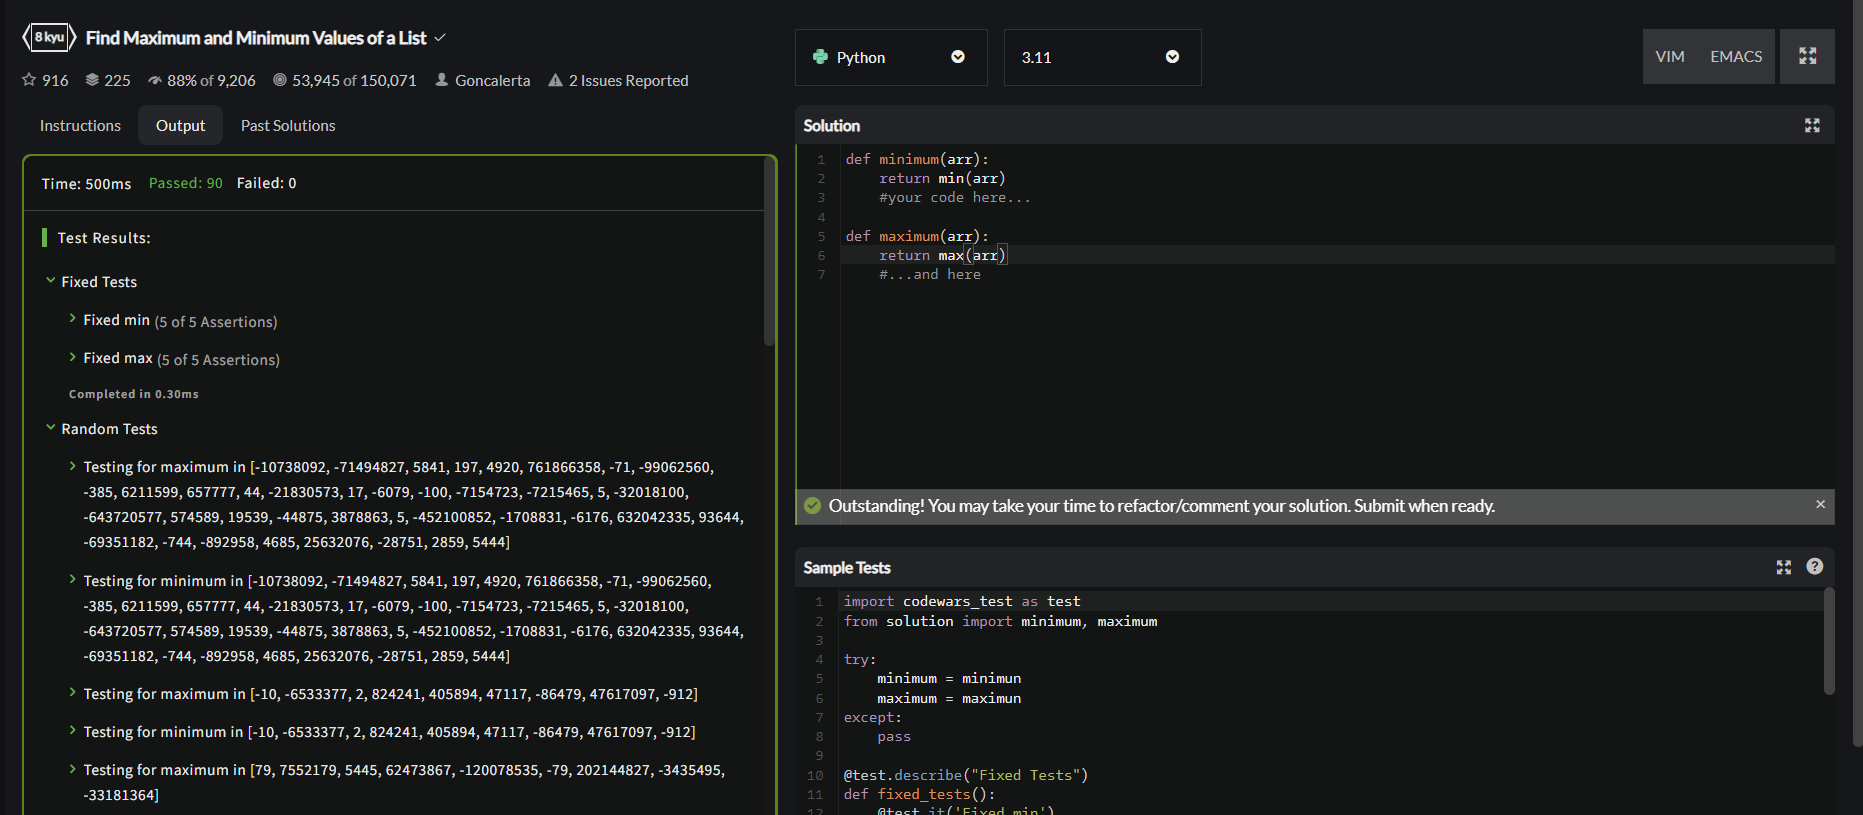 8 kyu Find Maximum and Minimum Values of a List
916 225 88% of 9,206 53,945 of 150,071 Goncalerta 2 Issues Reported
Instructions Output Past Solutions
Time: 500ms Passed: 90 Failed: 0
Test Results:
Fixed Tests
Fixed min (5 of 5 Assertions)
Fixed max (5 of 5 Assertions)
Completed in 0.30ms
Random Tests
Testing for maximum in [-10738092, -71494827, 5841, 197, 4920, 761866358, -71, -99062560,
-385, 6211599, 657777, 44, -21830573, 17, -6079, -100, -7154723, -7215465, 5, -32018100,
-643720577, 574589, 19539, -44875, 3878863, 5, -452100852, -1708831, -6176, 632042335, 93644,
-69351182, -744, -892958, 4685, 25632076, -28751, 2859, 5444]
Testing for minimum in [-10738092, -71494827, 5841, 197, 4920, 761866358, -71, -99062560,
-385, 6211599, 657777, 44, -21830573, 17, -6079, -100, -7154723, -7215465, 5, -32018100,
-643720577, 574589, 19539, -44875, 3878863, 5, -452100852, -1708831, -6176, 632042335, 93644,
-69351182, -744, -892958, 4685, 25632076, -28751, 2859, 5444]
Testing for maximum in [-10, -6533377, 2, 824241, 405894, 47117, -86479, 47617097, -912]
Testing for minimum in [-10, -6533377, 2, 824241, 405894, 47117, -86479, 47617097, -912]
Testing for maximum in [79, 7552179, 5445, 62473867, -120078535, -79, 202144827, -3435495,
-33181364]
Python 3.11 VIM EMACS
Solution
1 def minimum(arr):
2 return min(arr)
3 #your code here...
4
5 def maximum(arr):
6 return max(arr)
7 #...and here
Outstanding! You may take your time to refactor/comment your solution. Submit when ready. ×
Sample Tests ?
1 import codewars_test as test
2 from solution import minimum, maximum
3
4 try:
5 minimum = minimun
6 maximum = maximun
7 except:
8 pass
9
10 @test.describe("Fixed Tests")
11 def fixed_tests():
12 @test.it('Fixed min')